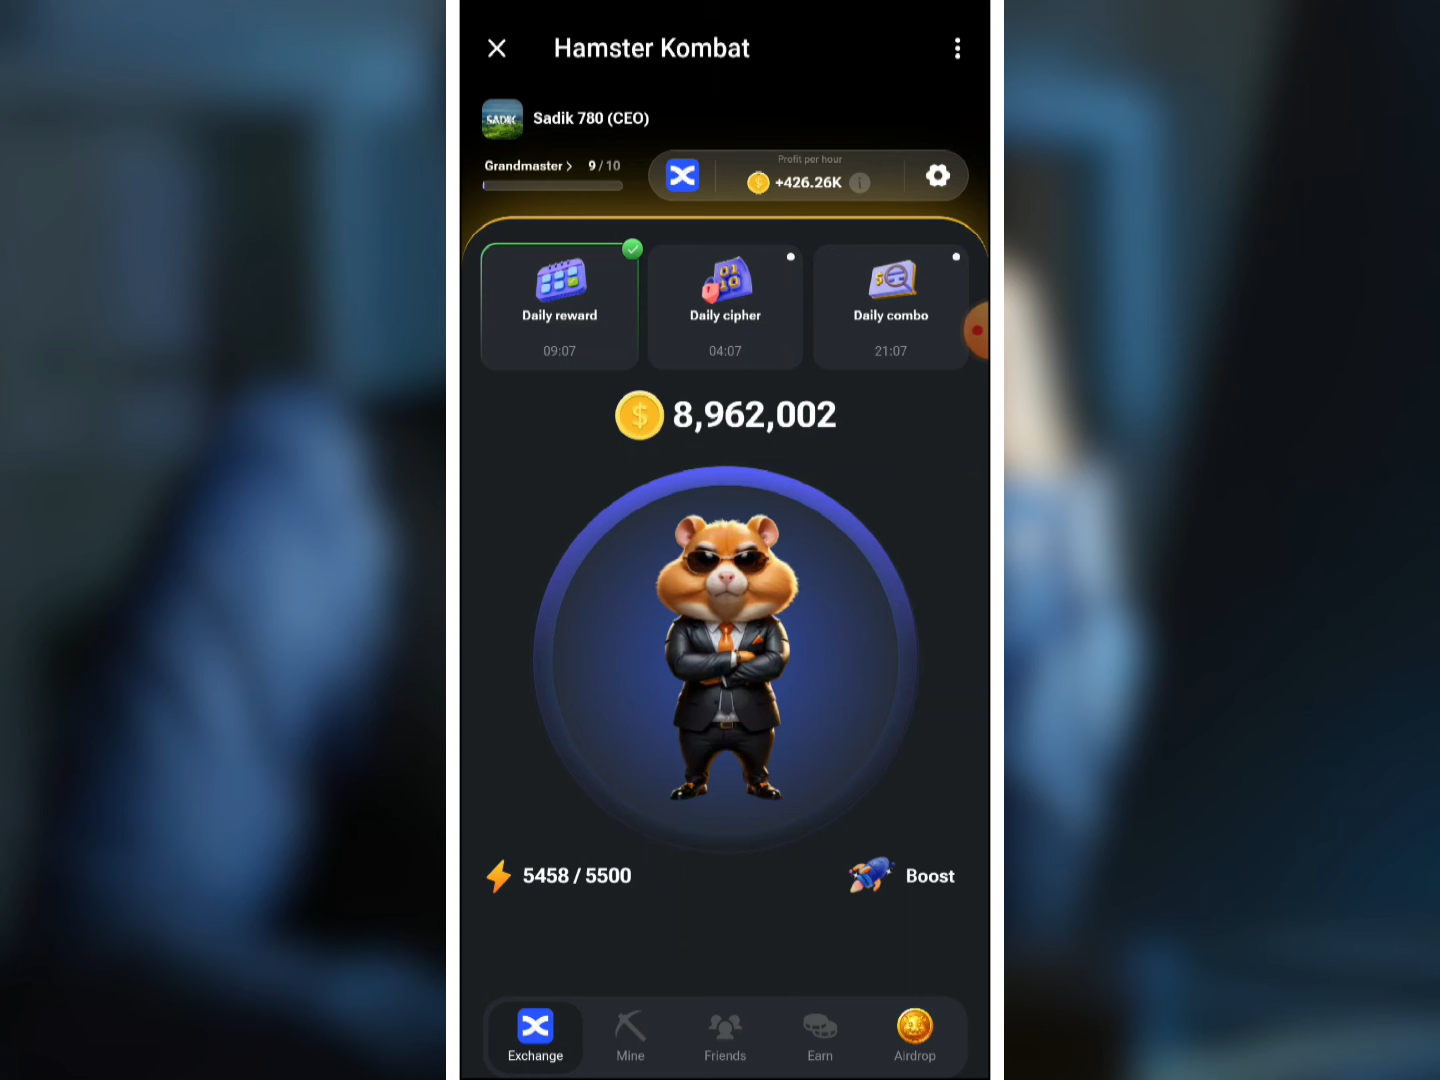 Hamster Kombat
SADIK
Sadik 780 (CEO)
Grandmaster
9 / 10
Profit per hour
+426.26K
Daily reward
09:07
Daily cipher
04:07
Daily combo
21:07
8,962,002
5458 / 5500
Boost
Exchange
Mine
Friends
Earn
Airdrop